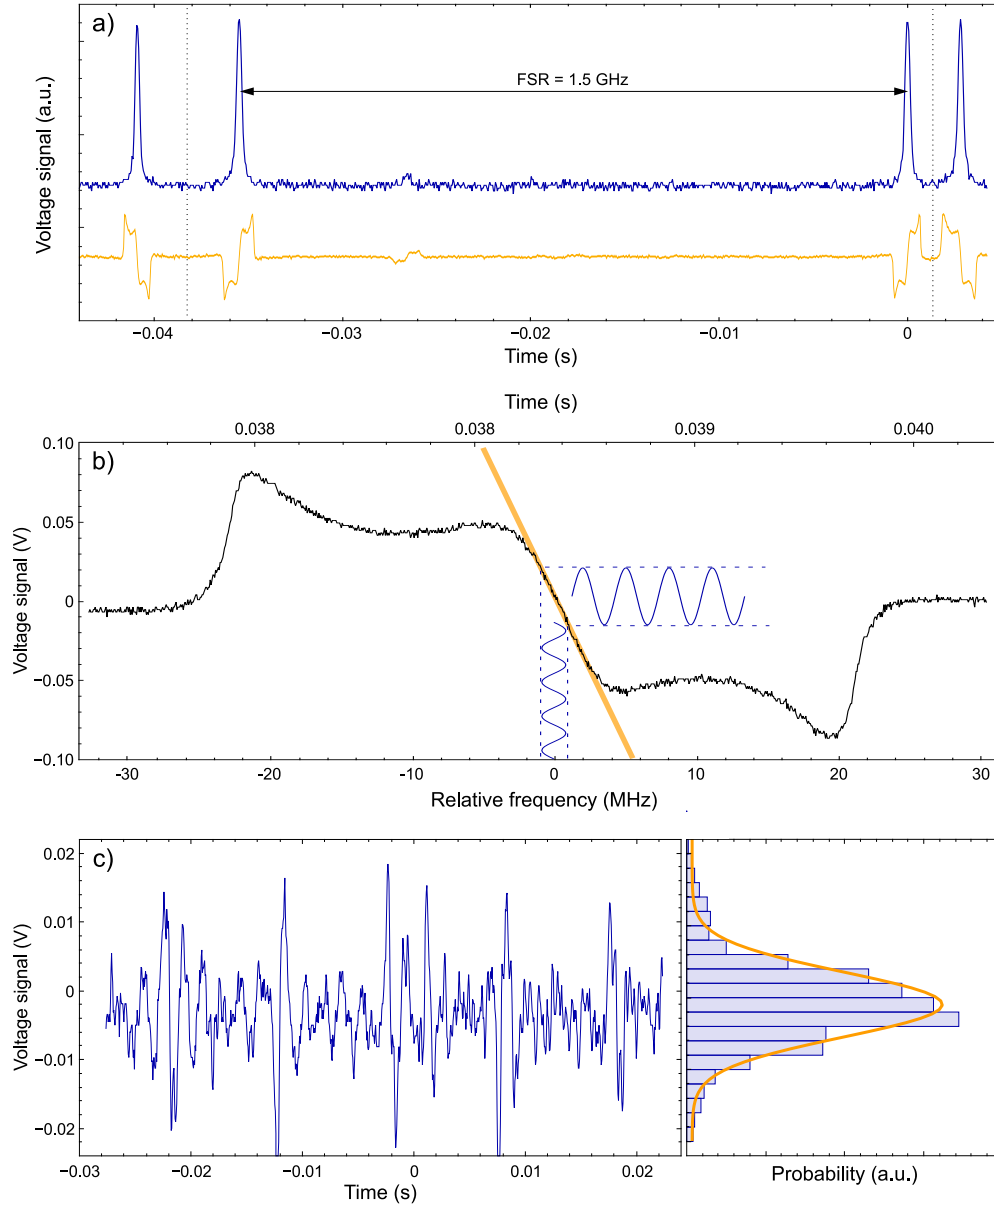 a)
FSR = 1.5 GHz
Voltage signal (a.u.)
−0.04 −0.03 −0.02 −0.01 0
Time (s)
Time (s)
0.038 0.038 0.039 0.040
b)
0.10
0.05
0
−0.05
−0.10
Voltage signal (V)
-30 -20 -10 0 10 20 30
Relative frequency (MHz)
c)
0.02
0.01
0
−0.01
−0.02
Voltage signal (V)
−0.03 −0.02 −0.01 0 0.01 0.02
Time (s)
Probability (a.u.)